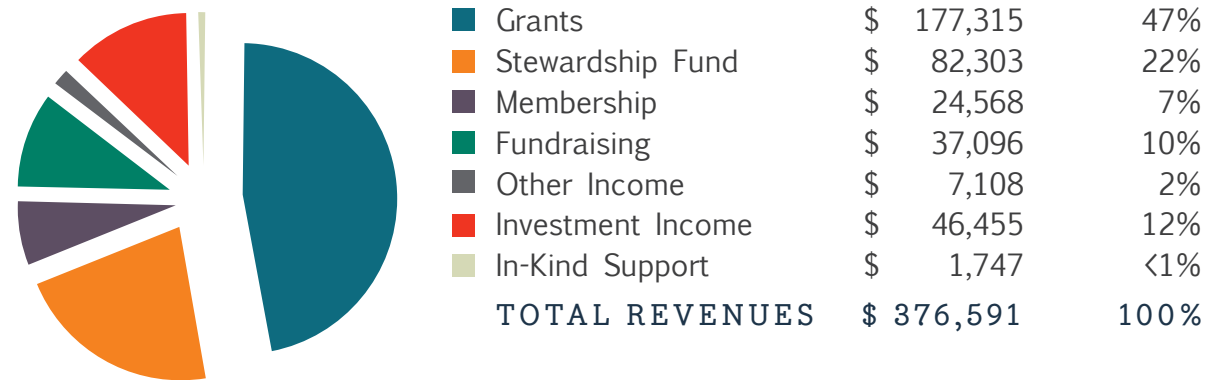 Grants $ 177,315 47%
Stewardship Fund $ 82,303 22%
Membership $ 24,568 7%
Fundraising $ 37,096 10%
Other Income $ 7,108 2%
Investment Income $ 46,455 12%
In-Kind Support $ 1,747 <1%
TOTAL REVENUES $ 376,591 100%